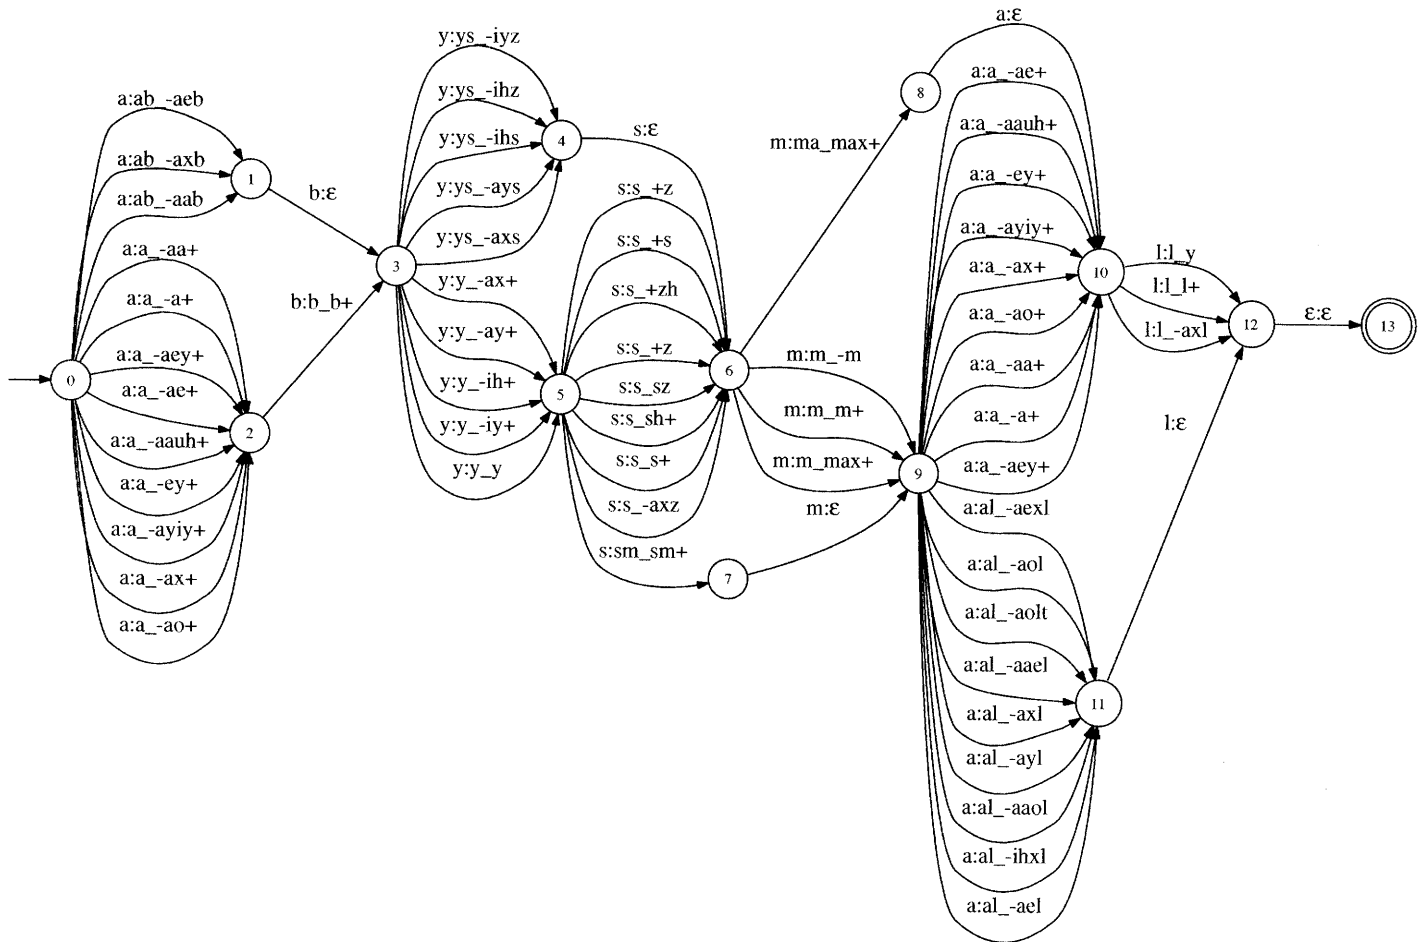 a:ab_-aeb
a:ab_-axb
a:ab_-aab
a:a_-aa+
a:a_-a+
a:a_-aey+
a:a_-ae+
a:a_-aauh+
a:a_-ey+
a:a_-ayiy+
a:a_-ax+
a:a_-ao+
0
1
2
b:ε
b:b_b+
3
y:ys_-iyz
y:ys_-ihz
y:ys_-ihs
y:ys_-ays
y:ys_-axs
y:y_-ax+
y:y_-ay+
y:y_-ih+
y:y_-iy+
y:y_y
4
5
s:ε
s:s_+z
s:s_+s
s:s_+zh
s:s_+z
s:s_sz
s:s_sh+
s:s_s+
s:s_-axz
s:sm_sm+
6
7
m:ma_max+
m:m_-m
m:m_m+
m:m_max+
m:ε
8
9
a:ε
a:a_-ae+
a:a_-aauh+
a:a_-ey+
a:a_-ayiy+
a:a_-ax+
a:a_-ao+
a:a_-aa+
a:a_-a+
a:a_-aey+
a:al_-aexl
a:al_-aol
a:al_-aolt
a:al_-aael
a:al_-axl
a:al_-ayl
a:al_-aaol
a:al_-ihxl
a:al_-ael
10
11
l:l_y
l:l_l+
l:l_-axl
l:ε
12
ε:ε
13